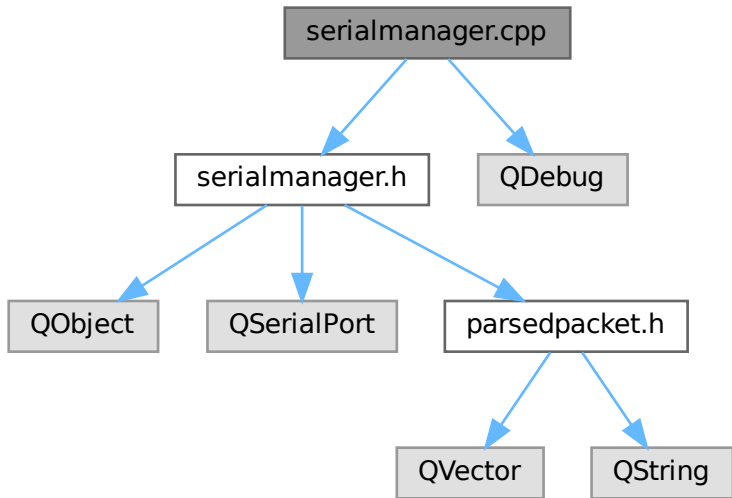 serialmanager.cpp
serialmanager.h
QDebug
QObject
QSerialPort
parsedpacket.h
QVector
QString